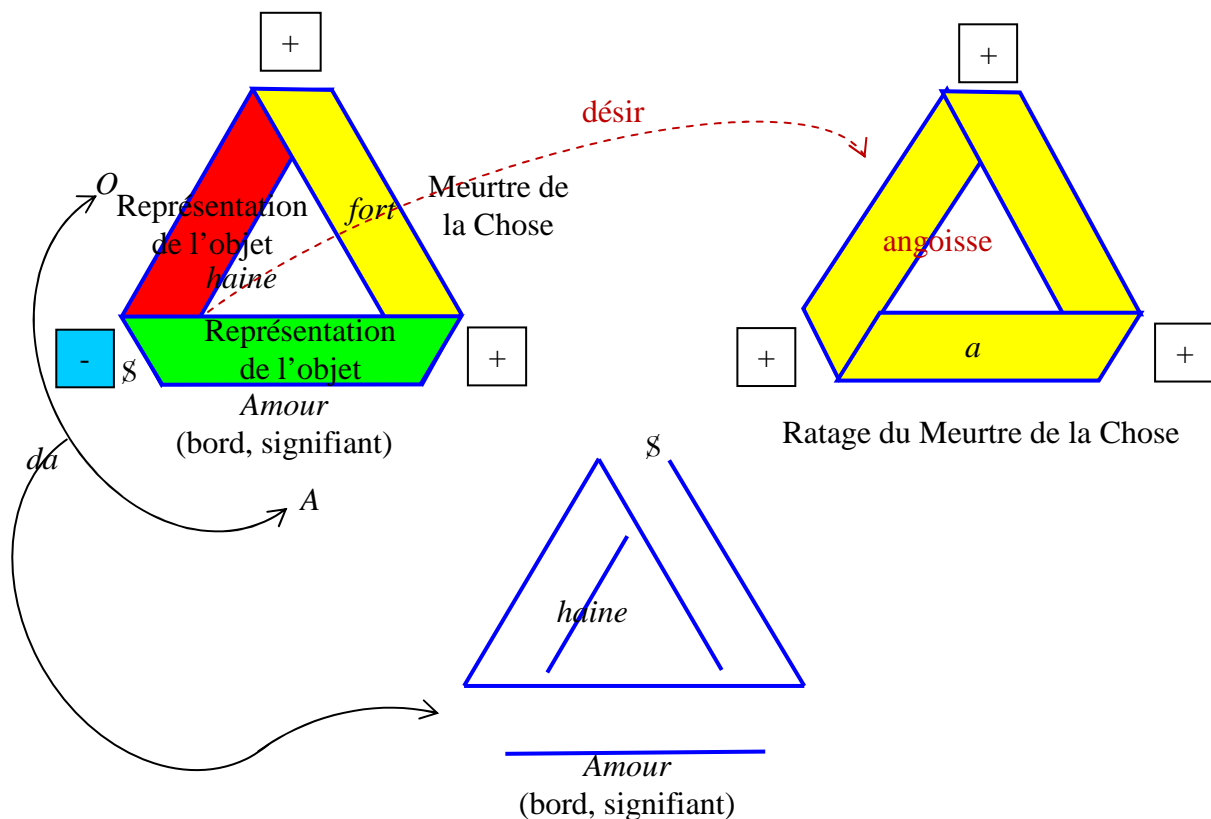 +
+
désir
O
Représentation
de l’objet
fort
Meurtre de
la Chose
haine
angoisse
-
$
Représentation
de l’objet
+
+
a
+
Amour
(bord, signifiant)
Ratage du Meurtre de la Chose
da
A
$
haine
Amour
(bord, signifiant)